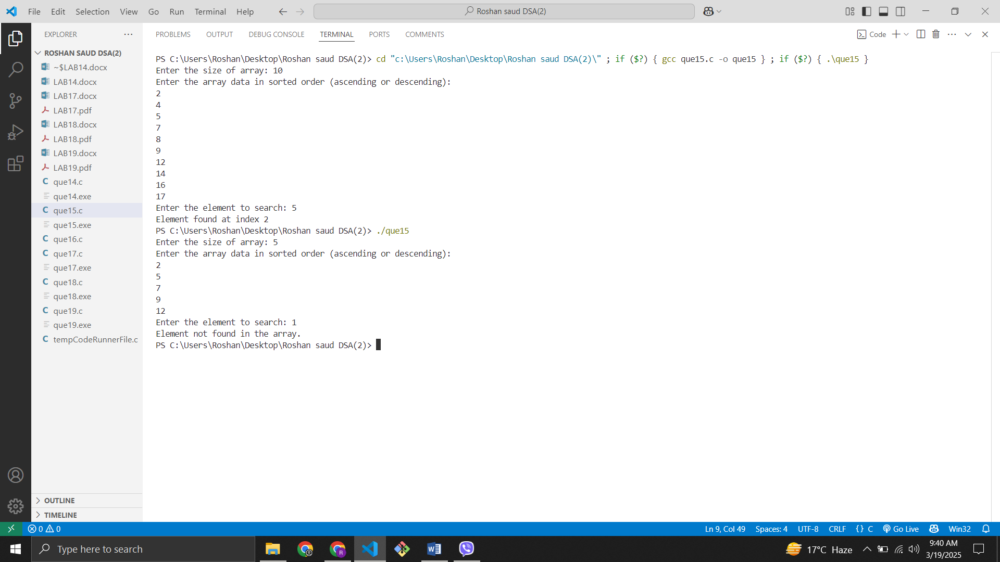 File Edit Selection View Go Run Terminal Help
Roshan saud DSA(2)
EXPLORER
ROSHAN SAUD DSA(2)
~$LAB14.docx
LAB14.docx
LAB17.docx
LAB17.pdf
LAB18.docx
LAB18.pdf
LAB19.docx
LAB19.pdf
que14.c
que14.exe
que15.c
que15.exe
que16.c
que17.c
que17.exe
que18.c
que18.exe
que19.c
que19.exe
tempCodeRunnerFile.c
OUTLINE
TIMELINE
PROBLEMS OUTPUT DEBUG CONSOLE TERMINAL PORTS COMMENTS
Code
PS C:\Users\Roshan\Desktop\Roshan saud DSA(2)> cd "c:\Users\Roshan\Desktop\Roshan saud DSA(2)\" ; if ($?) { gcc que15.c -o que15 } ; if ($?) { .\que15 }
Enter the size of array: 10
Enter the array data in sorted order (ascending or descending):
2
4
5
7
8
9
12
14
16
17
Enter the element to search: 5
Element found at index 2
PS C:\Users\Roshan\Desktop\Roshan saud DSA(2)> ./que15
Enter the size of array: 5
Enter the array data in sorted order (ascending or descending):
2
5
7
9
12
Enter the element to search: 1
Element not found in the array.
PS C:\Users\Roshan\Desktop\Roshan saud DSA(2)>
0 0
Ln 9, Col 49 Spaces: 4 UTF-8 CRLF {} C Go Live Win32
Type here to search
17°C Haze
9:40 AM
3/19/2025